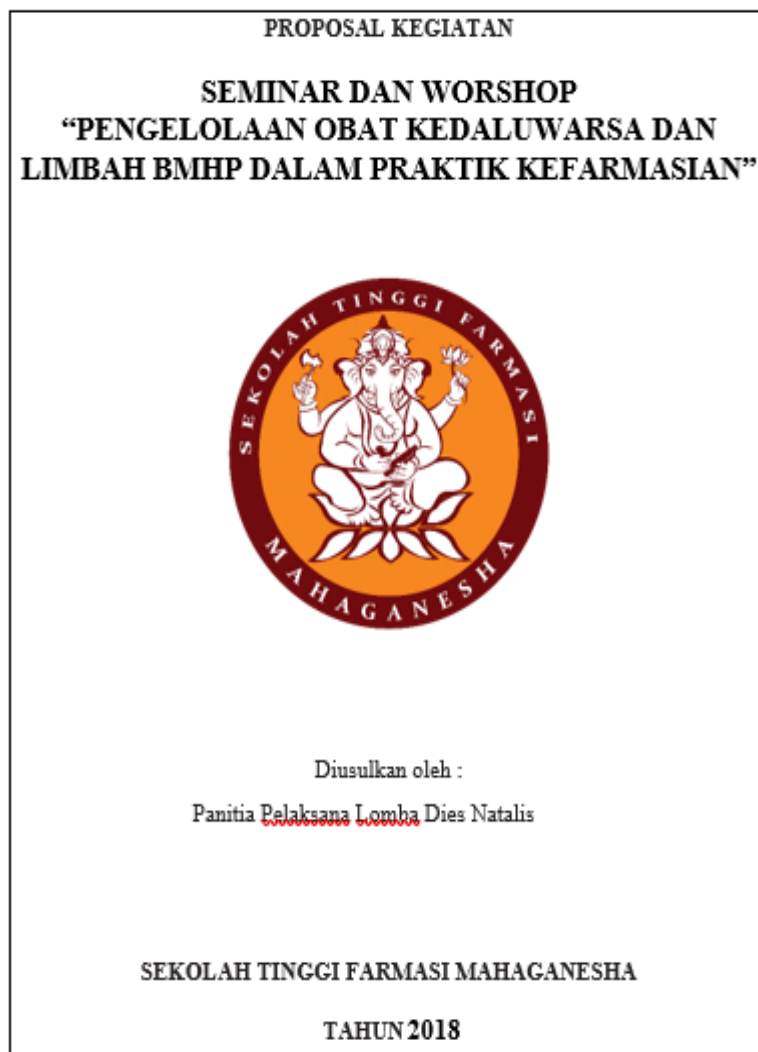 PROPOSAL KEGIATAN
SEMINAR DAN WORSHOP
“PENGELOLAAN OBAT KEDALUWARSA DAN
LIMBAH BMHP DALAM PRAKTIK KEFARMASIAN”
SEKOLAH TINGGI FARMASI
MAHAGANESHA
Diusulkan oleh :
Panitia Pelaksana Lomba Dies Natalis
SEKOLAH TINGGI FARMASI MAHAGANESHA
TAHUN 2018